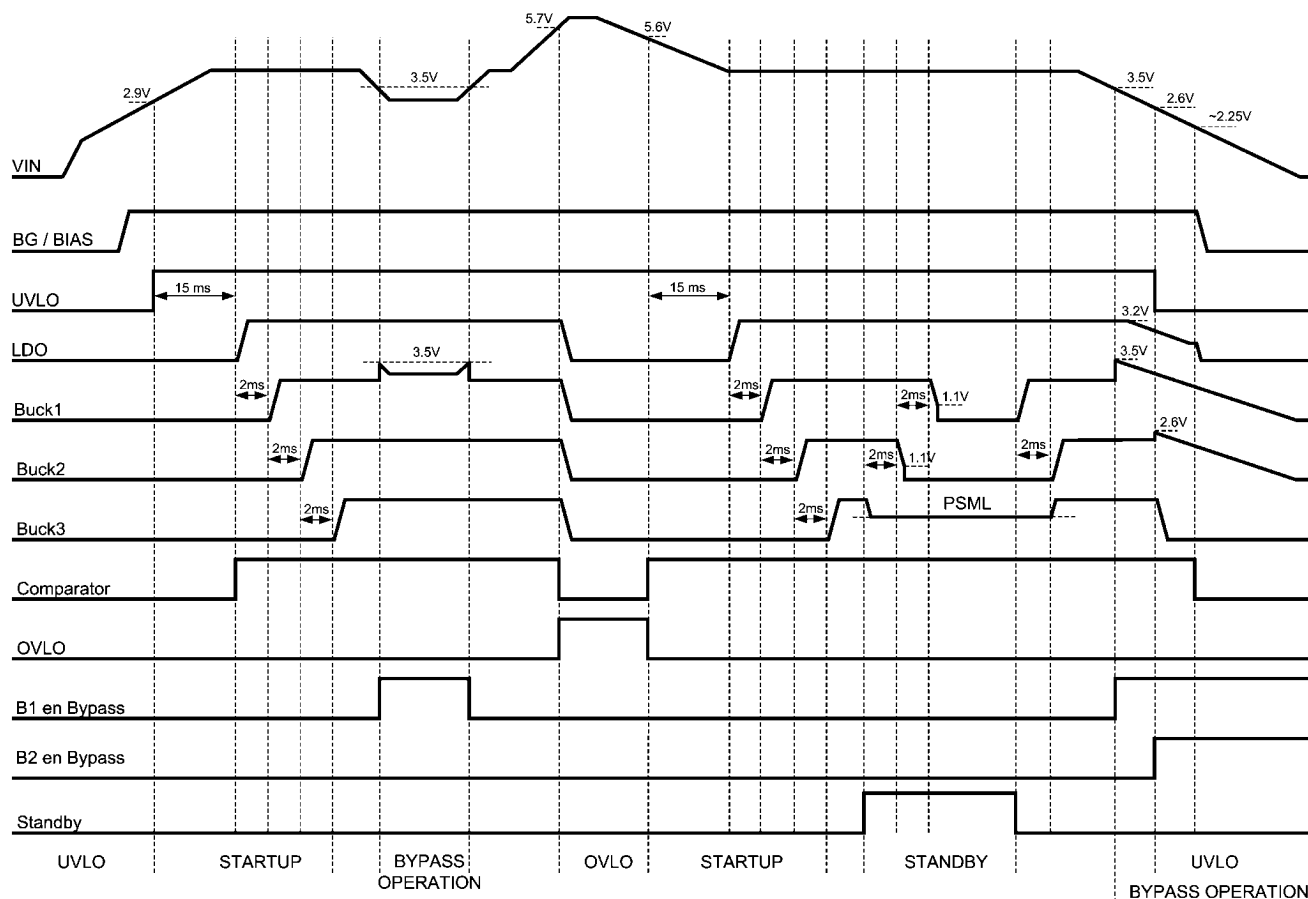 5.7V
5.6V
3.5V
3.5V
2.9V
2.6V
~2.25V
VIN
BG / BIAS
15 ms
15 ms
UVLO
3.2V
LDO
3.5V
3.5V
2ms
2ms
2ms
1.1V
Buck1
2ms
2ms
2ms
1.1V
2ms
2.6V
Buck2
2ms
2ms
PSML
Buck3
Comparator
OVLO
B1 en Bypass
B2 en Bypass
Standby
UVLO
STARTUP
BYPASS
OPERATION
OVLO
STARTUP
STANDBY
UVLO
BYPASS OPERATION